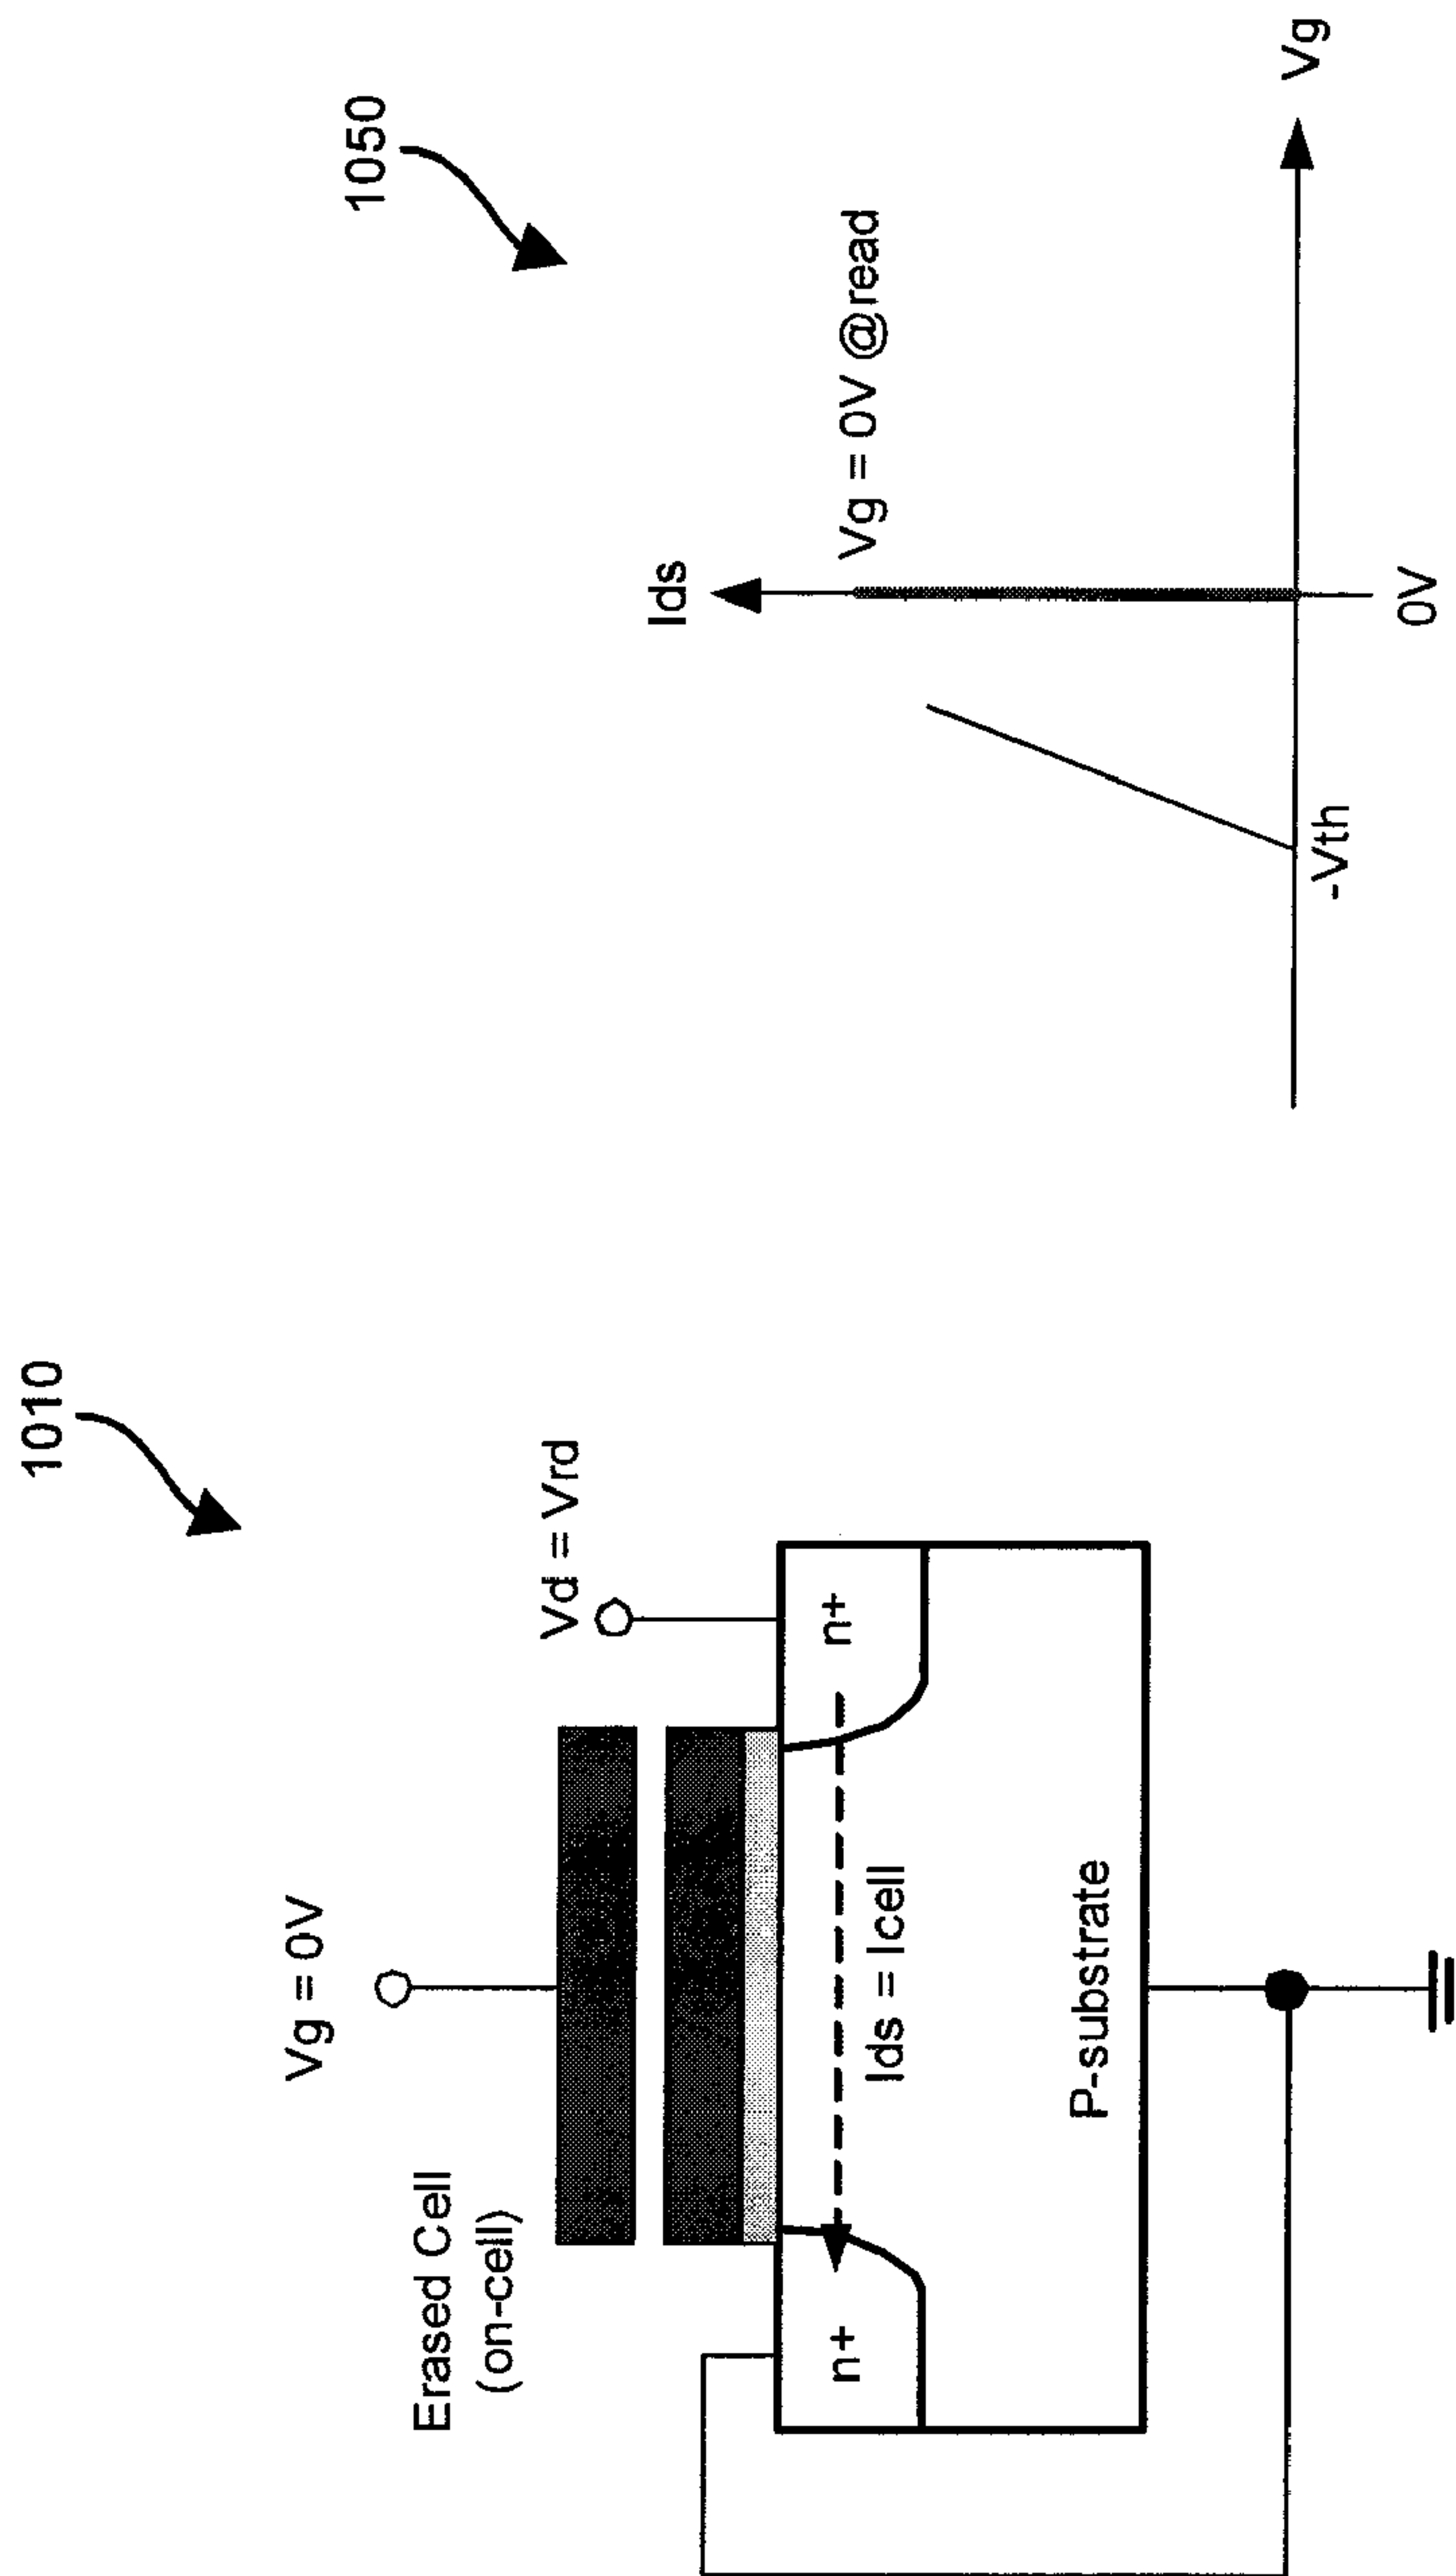 1010
Vg = 0V
Erased Cell
(on-cell)
Vd = Vrd
n+
n+
Ids = Icell
P-substrate
1050
Ids
Vg = 0V @read
-Vth
0V
Vg